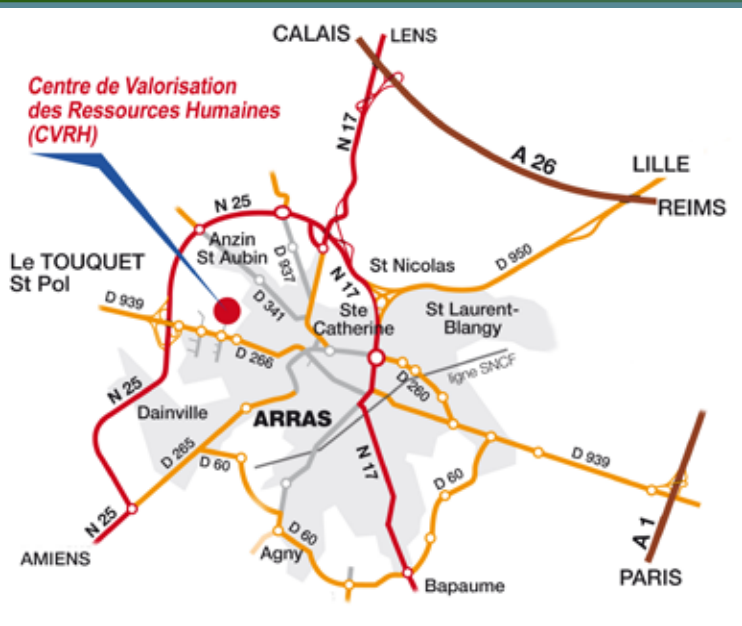 CALAIS
LENS
Centre de Valorisation
des Ressources Humaines
(CVRH)
N 17
A 26
LILLE
REIMS
N 25
Anzin
St Aubin
D 937
Le TOUQUET
St Pol
D 939
D 341
N 17
St Nicolas
D 950
Ste
Catherine
St Laurent-
Blangy
D 266
ligne SNCF
D 260
N 25
Dainville
ARRAS
D 265
D 60
N 17
D 60
D 939
N 25
D 60
Agny
A 1
AMIENS
Bapaume
PARIS